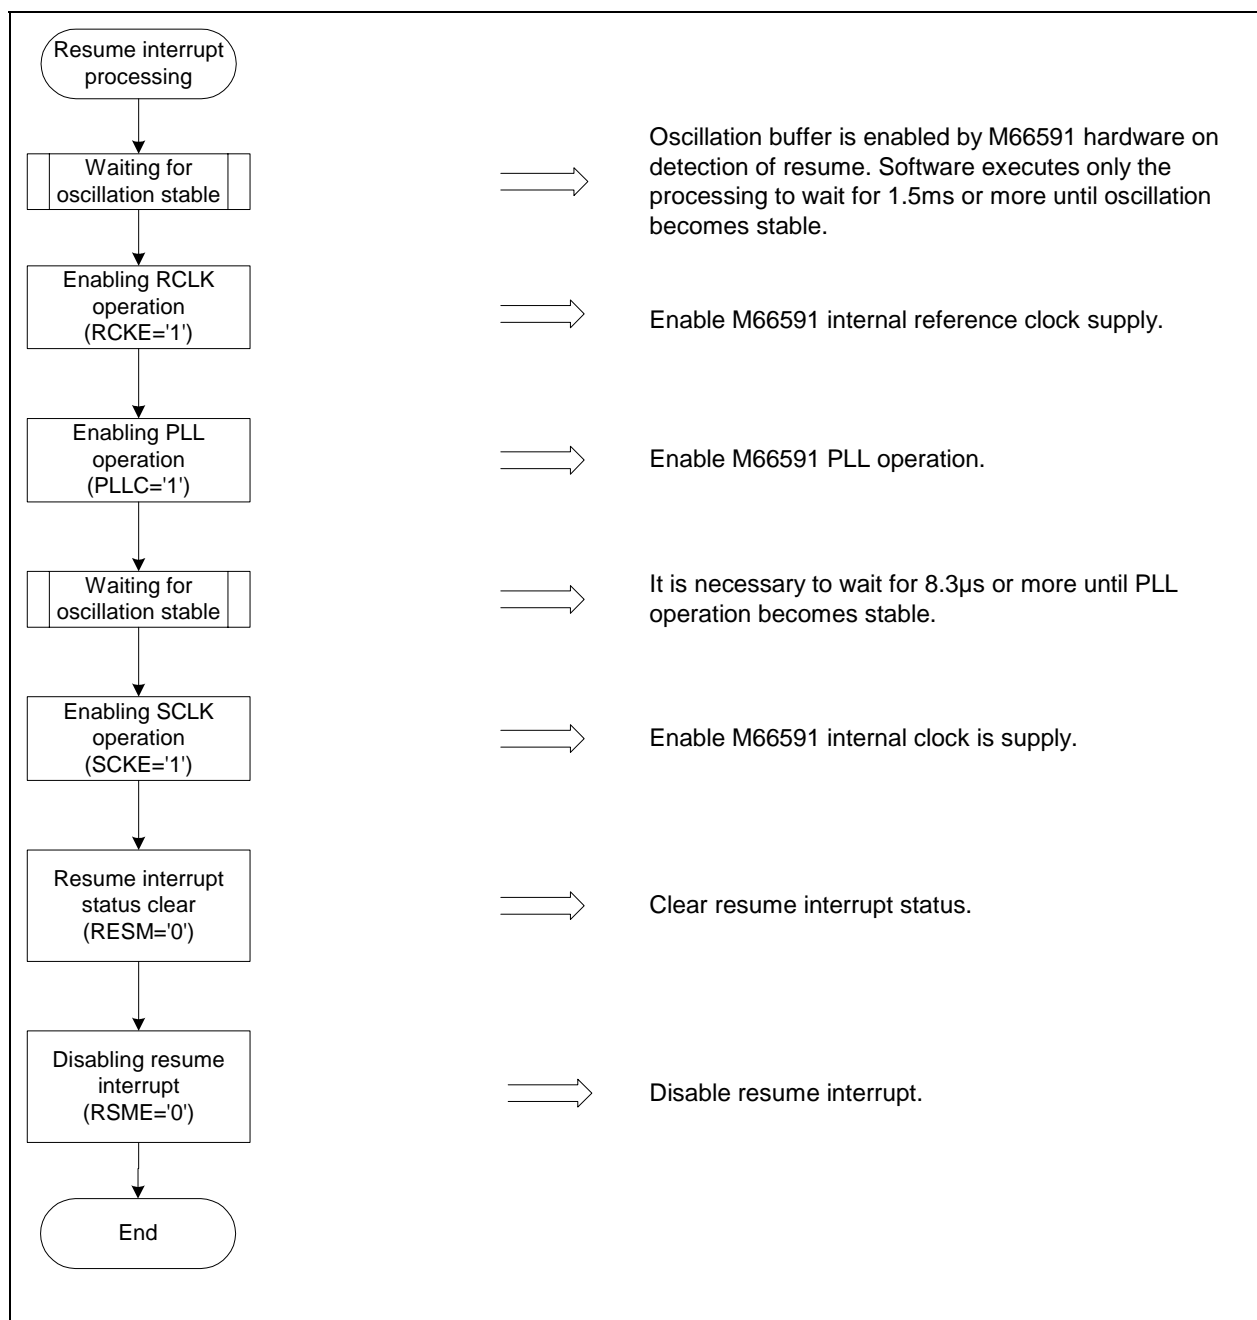 Resume interrupt
processing
Waiting for
oscillation stable
Oscillation buffer is enabled by M66591 hardware on
detection of resume. Software executes only the
processing to wait for 1.5ms or more until oscillation
becomes stable.
Enabling RCLK
operation
(RCKE='1')
Enable M66591 internal reference clock supply.
Enabling PLL
operation
(PLLC='1')
Enable M66591 PLL operation.
Waiting for
oscillation stable
It is necessary to wait for 8.3µs or more until PLL
operation becomes stable.
Enabling SCLK
operation
(SCKE='1')
Enable M66591 internal clock is supply.
Resume interrupt
status clear
(RESM='0')
Clear resume interrupt status.
Disabling resume
interrupt
(RSME='0')
Disable resume interrupt.
End